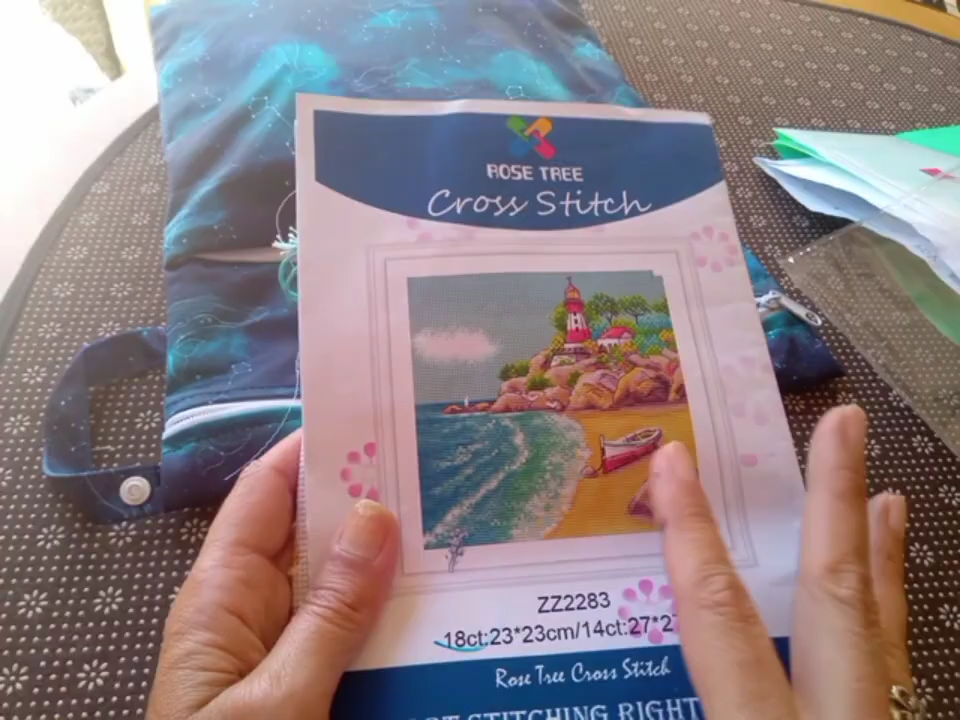 ROSE TREE
Cross Stitch
ZZ2283
18ct:23*23cm/14ct:27*2
Rose Tree Cross Stitch
STITCHING RIGHT